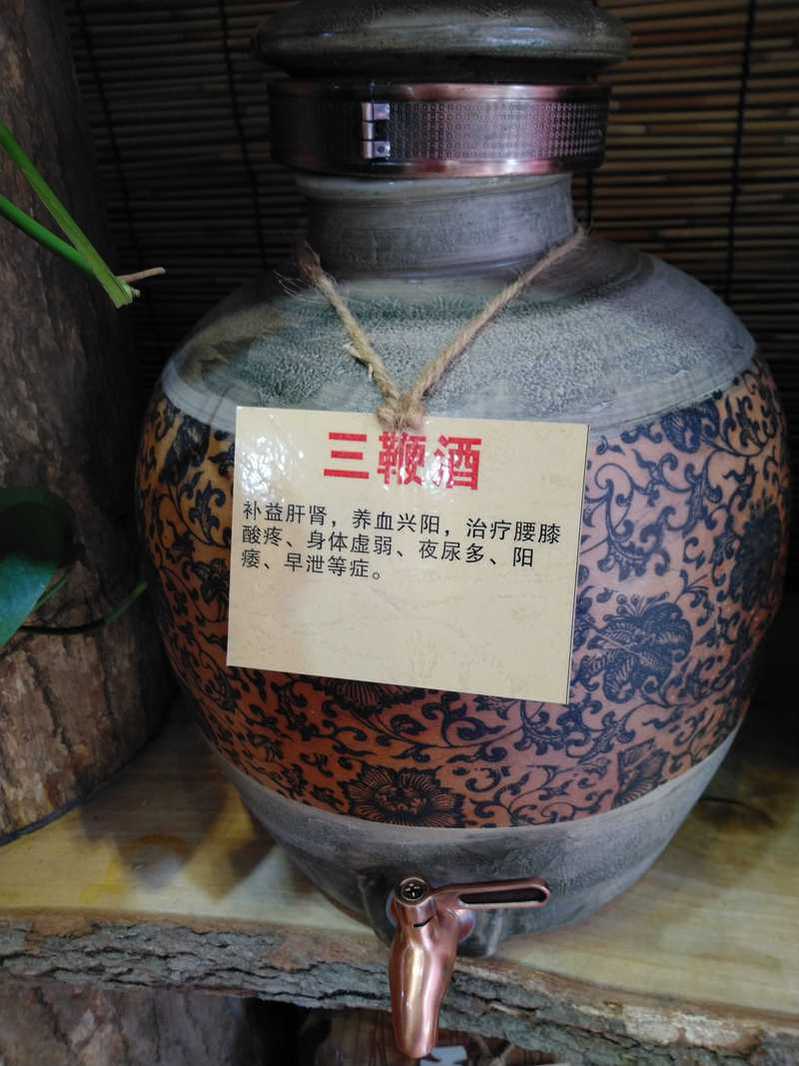 三鞭酒
补益肝肾，养血兴阳，治疗腰膝
酸疼、身体虚弱、夜尿多、阳
痿、早泄等症。